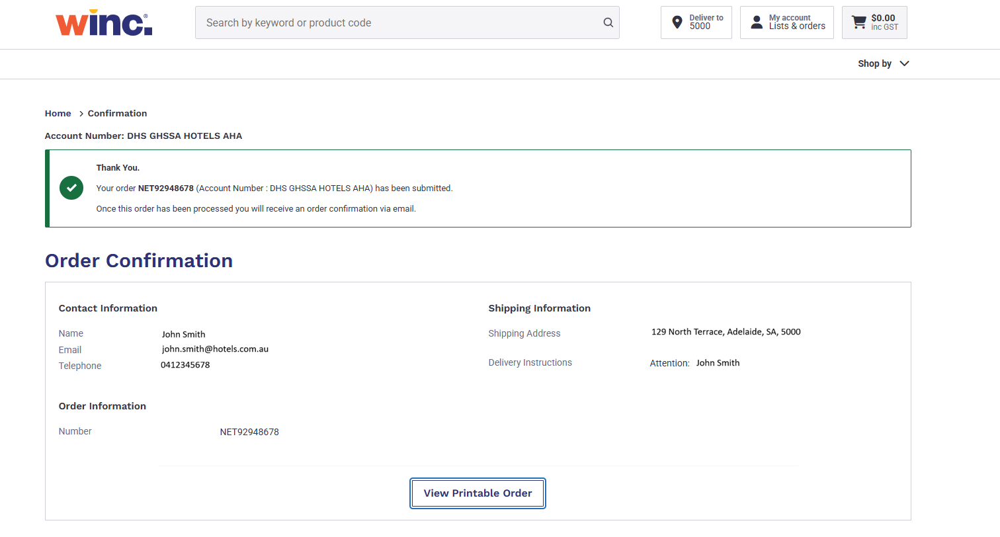 winc.®
Search by keyword or product code
Deliver to
5000
My account
Lists & orders
$0.00
inc GST
Shop by
Home > Confirmation
Account Number: DHS GHSSA HOTELS AHA
Thank You.
Your order NET92948678 (Account Number : DHS GHSSA HOTELS AHA) has been submitted.
Once this order has been processed you will receive an order confirmation via email.
Order Confirmation
Contact Information
Name John Smith
Email john.smith@hotels.com.au
Telephone 0412345678
Shipping Information
Shipping Address 129 North Terrace, Adelaide, SA, 5000
Delivery Instructions Attention: John Smith
Order Information
Number NET92948678
View Printable Order